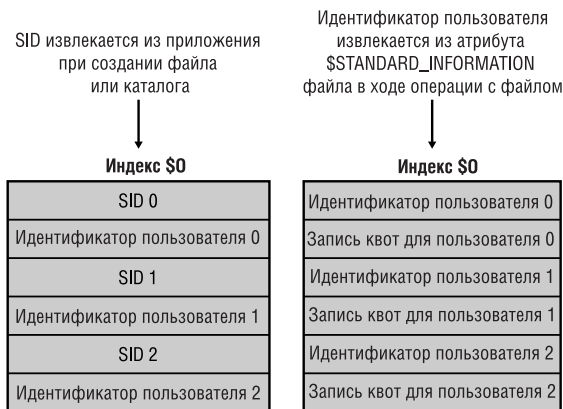 SID извлекается из приложения
при создании файла
или каталога
Индекс $O
SID 0
Идентификатор пользователя 0
SID 1
Идентификатор пользователя 1
SID 2
Идентификатор пользователя 2
Идентификатор пользователя
извлекается из атрибута
$STANDARD_INFORMATION
файла в ходе операции с файлом
Индекс $O
Идентификатор пользователя 0
Запись квот для пользователя 0
Идентификатор пользователя 1
Запись квот для пользователя 1
Идентификатор пользователя 2
Запись квот для пользователя 2